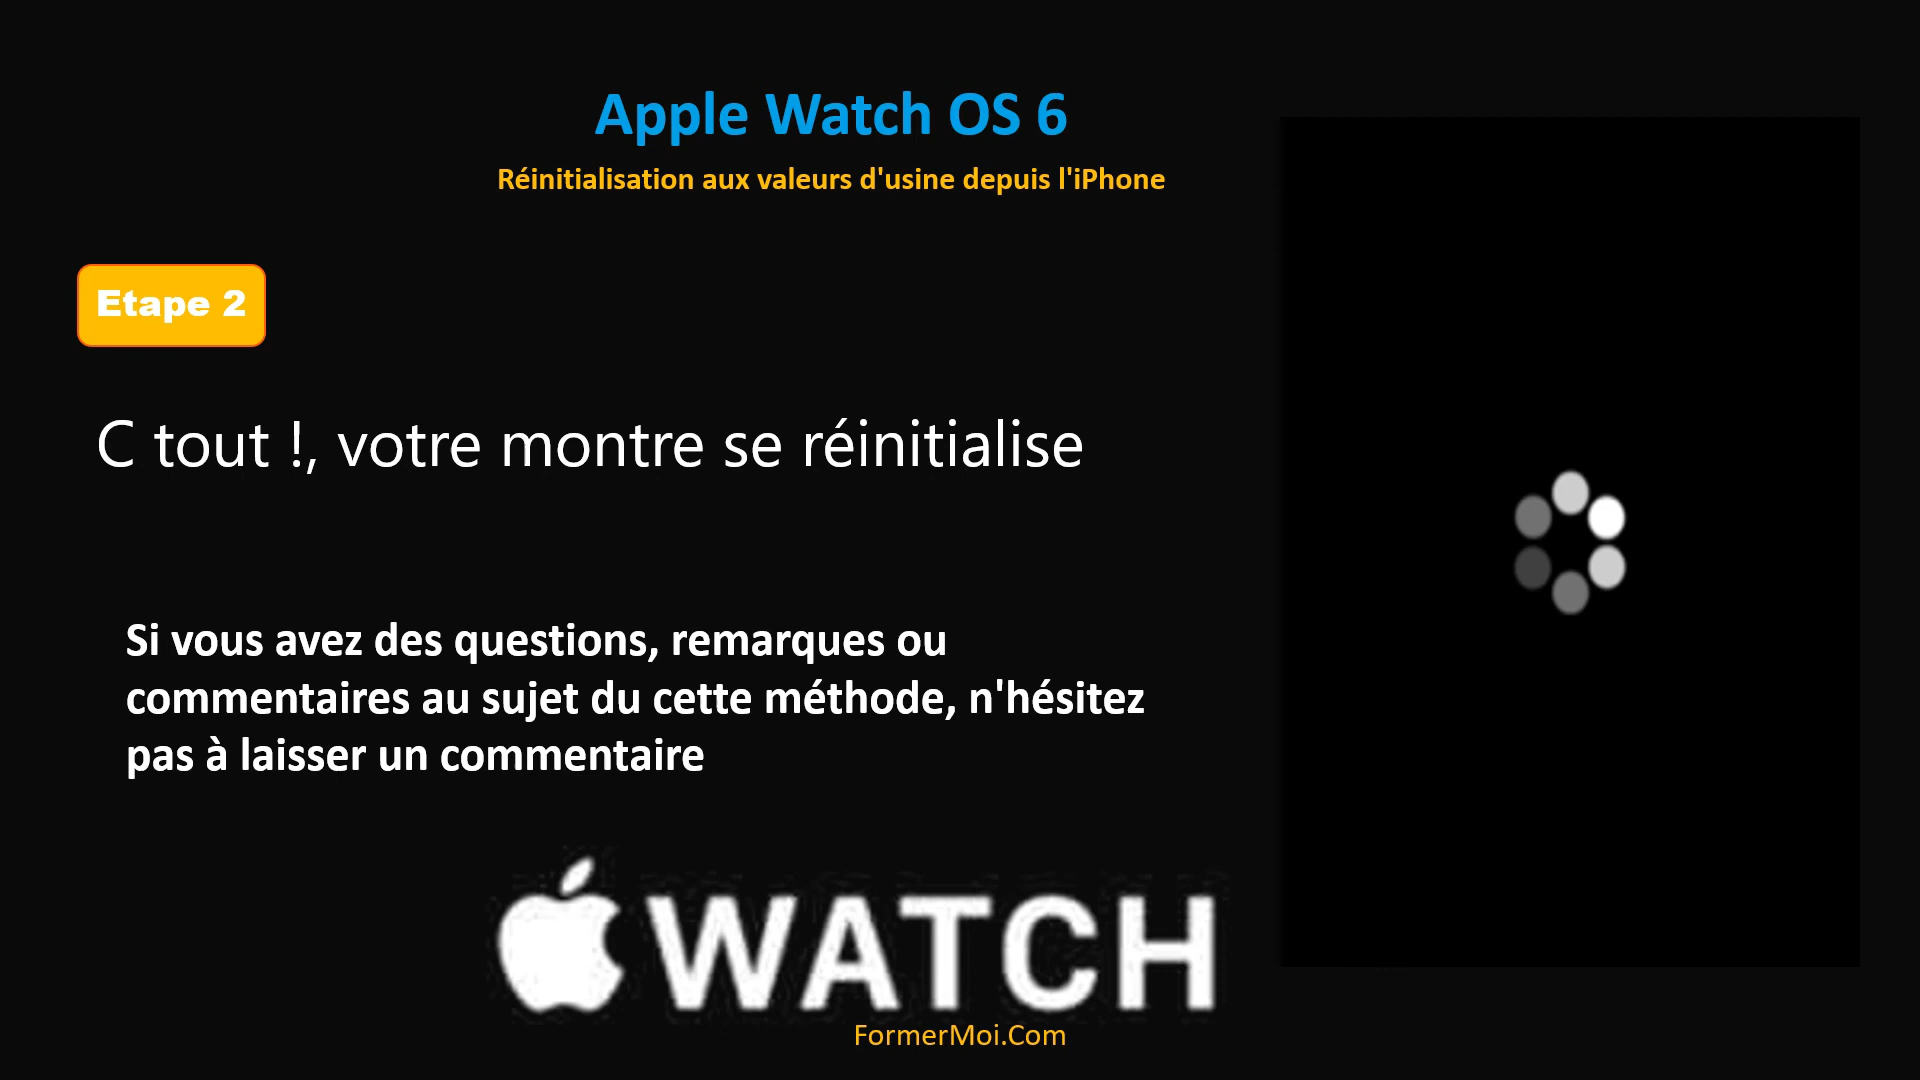 Apple Watch OS 6
Réinitialisation aux valeurs d'usine depuis l'iPhone
Etape 2
C tout !, votre montre se réinitialise
Si vous avez des questions, remarques ou
commentaires au sujet du cette méthode, n'hésitez
pas à laisser un commentaire
WATCH
FormerMoi.Com